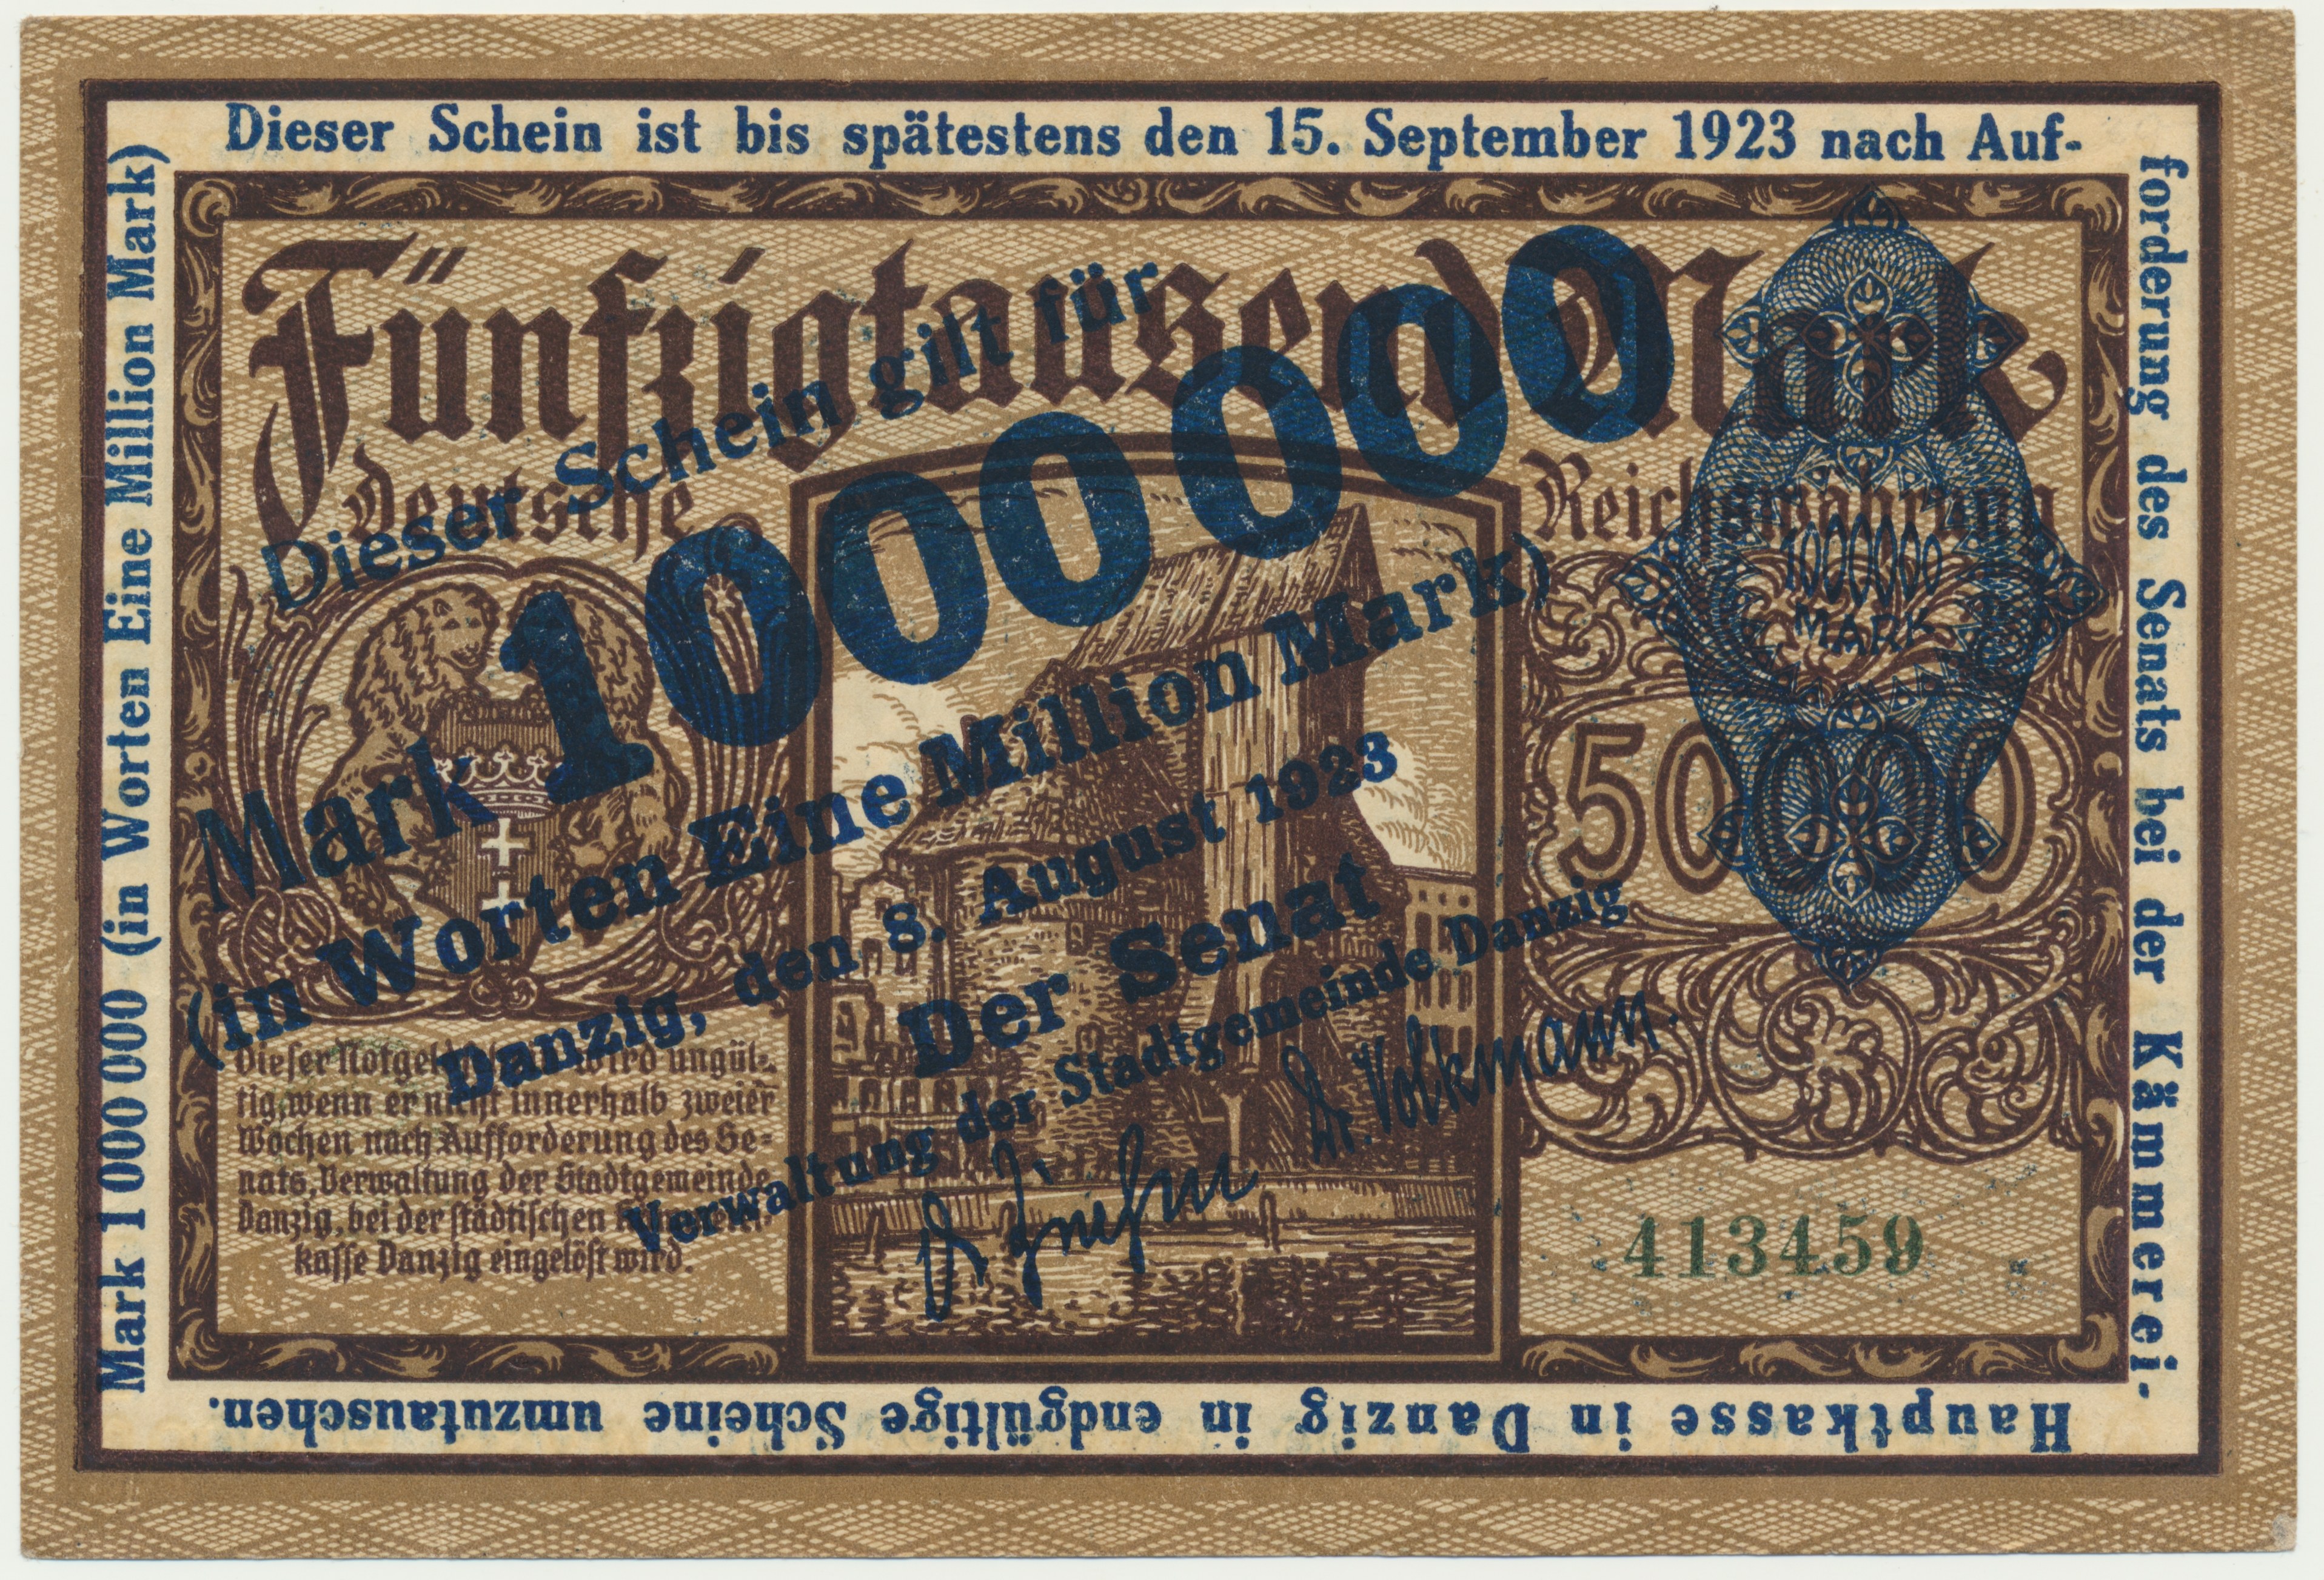 Dieser Schein ist bis spätestens den 15. September 1923 nach Auf-
forderung des Senats bei der Kämmerei-
Hauptkasse in Danzig in endgültige Scheine umzutauschen.
Mark 1 000 000 (in Worten Eine Million Mark)
Fünfzigtausend Mark
deutsche Reichswährung
Dieser Schein gilt für
Mark 1000000
(in Worten Eine Million Mark)
Danzig, den 8. August 1923
Der Senat
Verwaltung der Stadtgemeinde Danzig
Dr. Volkmann.
1000000
MARK
50000
Dieser Notgeld wird ungül-
tig, wenn er nicht innerhalb zweier
Wochen nach Aufforderung des Se-
nats, Verwaltung der Stadtgemeinde
Danzig, bei der städtischen
kasse Danzig eingelöst wird.
413459